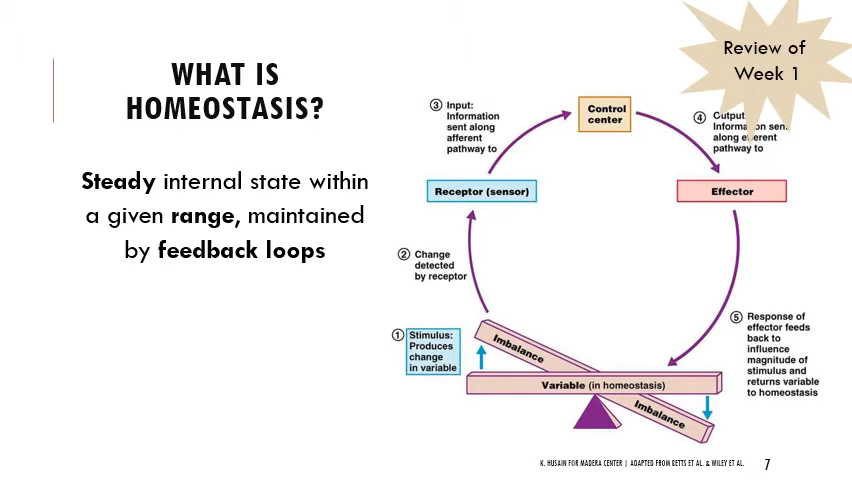 Review of
Week 1
WHAT IS
HOMEOSTASIS?
Steady internal state within
a given range, maintained
by feedback loops
③ Input:
Information
sent along
afferent
pathway to
Control
center
④ Output:
Information sent
along efferent
pathway to
Receptor (sensor)
Effector
② Change
detected
by receptor
① Stimulus:
Produces
change
in variable
Imbalance
Variable (in homeostasis)
Imbalance
⑤ Response of
effector feeds
back to
influence
magnitude of
stimulus and
returns variable
to homeostasis
K. HUSAIN FOR MADERA CENTER | ADAPTED FROM BETTS ET AL. & WILEY ET AL.
7